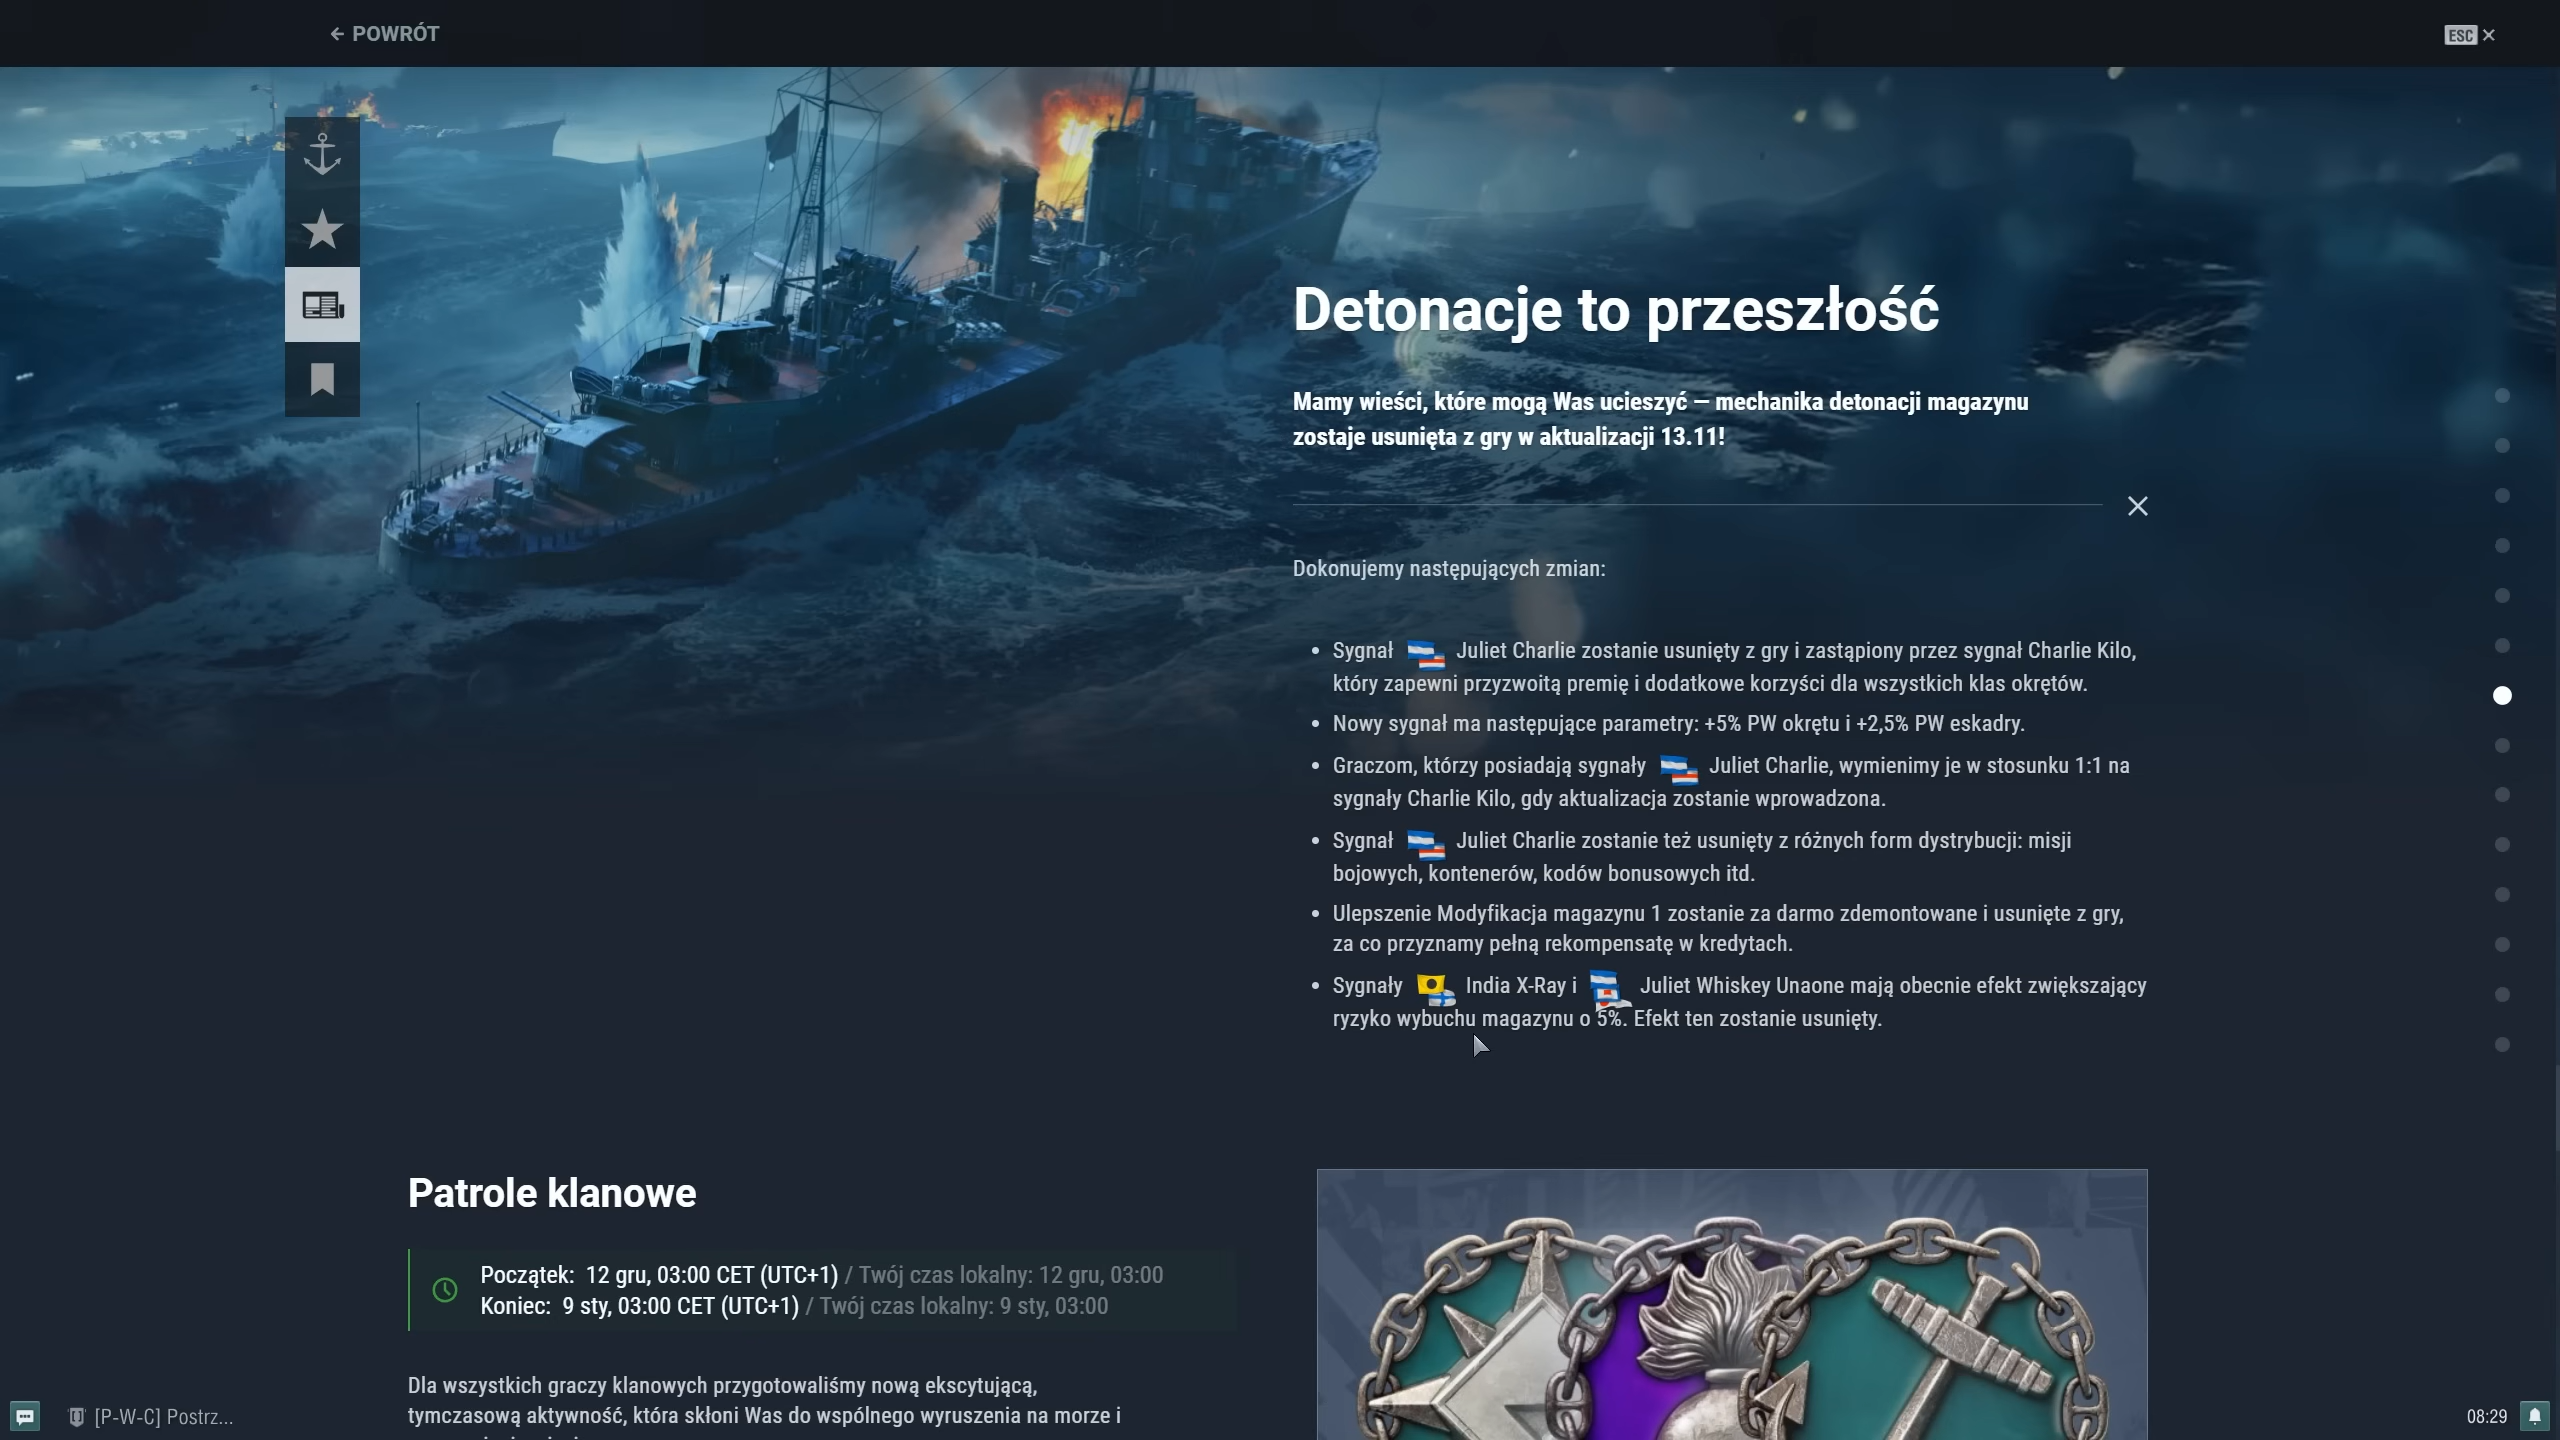 POWRÓT
ESC
Detonacje to przeszłość
Mamy wieści, które mogą Was ucieszyć — mechanika detonacji magazynu
zostaje usunięta z gry w aktualizacji 13.11!
Dokonujemy następujących zmian:
• Sygnał Juliet Charlie zostanie usunięty z gry i zastąpiony przez sygnał Charlie Kilo,
który zapewni przyzwoitą premię i dodatkowe korzyści dla wszystkich klas okrętów.
• Nowy sygnał ma następujące parametry: +5% PW okrętu i +2,5% PW eskadry.
• Graczom, którzy posiadają sygnały Juliet Charlie, wymienimy je w stosunku 1:1 na
sygnały Charlie Kilo, gdy aktualizacja zostanie wprowadzona.
• Sygnał Juliet Charlie zostanie też usunięty z różnych form dystrybucji: misji
bojowych, kontenerów, kodów bonusowych itd.
• Ulepszenie Modyfikacja magazynu 1 zostanie za darmo zdemontowane i usunięte z gry,
za co przyznamy pełną rekompensatę w kredytach.
• Sygnały India X-Ray i Juliet Whiskey Unaone mają obecnie efekt zwiększający
ryzyko wybuchu magazynu o 5%. Efekt ten zostanie usunięty.
Patrole klanowe
Początek: 12 gru, 03:00 CET (UTC+1) / Twój czas lokalny: 12 gru, 03:00
Koniec: 9 sty, 03:00 CET (UTC+1) / Twój czas lokalny: 9 sty, 03:00
Dla wszystkich graczy klanowych przygotowaliśmy nową ekscytującą,
tymczasową aktywność, która skłoni Was do wspólnego wyruszenia na morze i
[P-W-C] Postrz...
08:29